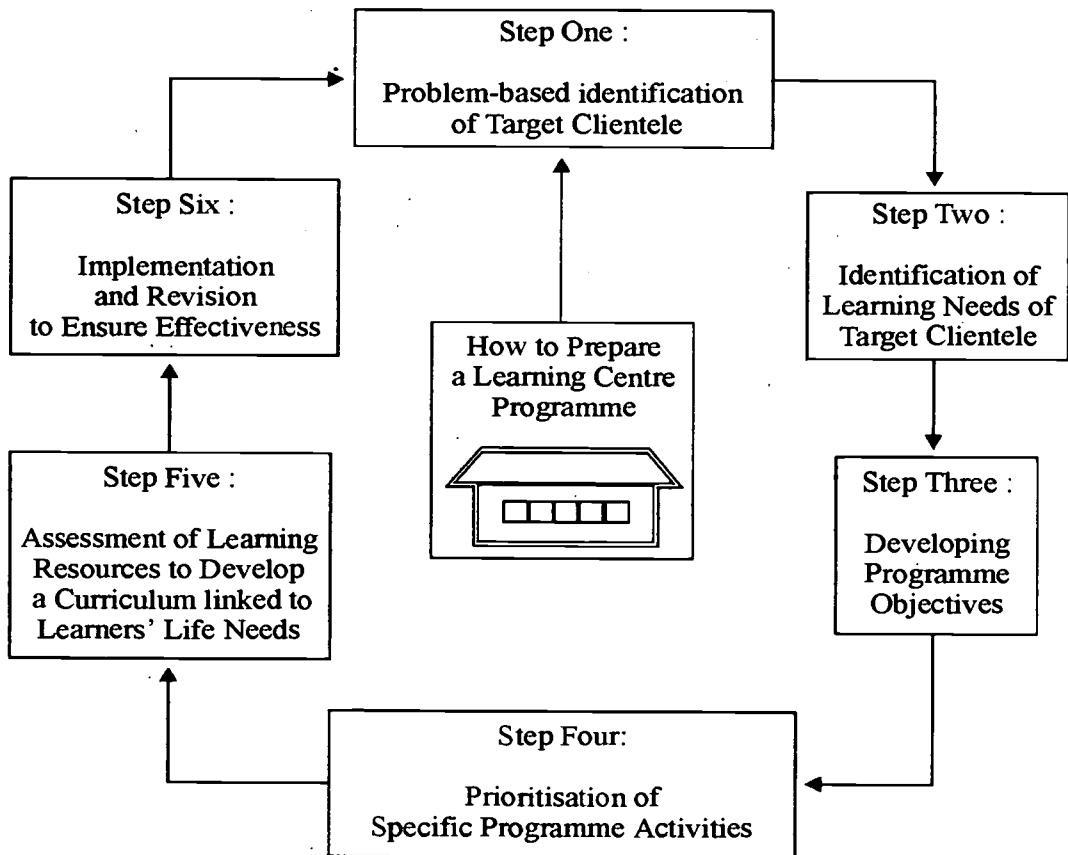 Step One :
Problem-based identification
of Target Clientele
Step Two :
Identification of
Learning Needs of
Target Clientele
Step Three :
Developing
Programme
Objectives
Step Four:
Prioritisation of
Specific Programme Activities
Step Five :
Assessment of Learning
Resources to Develop
a Curriculum linked to
Learners' Life Needs
Step Six :
Implementation
and Revision
to Ensure Effectiveness
How to Prepare
a Learning Centre
Programme